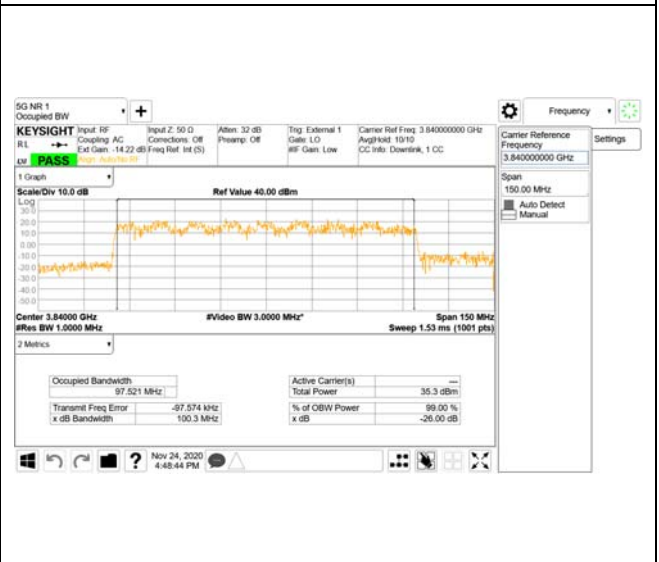 5G NR 1
Occupied BW
+
Frequency
KEYSIGHT
RL
PASS
Input: RF
Coupling: AC
Ext Gain: -14.22 dB
Align: Auto/No RF
Input Z: 50 Ω
Corrections: Off
Freq Ref: Int (S)
Atten: 32 dB
Preamp: Off
Trig: External 1
Gate: LO
#IF Gain: Low
Carrier Ref Freq: 3.840000000 GHz
Avg|Hold: 10/10
CC Info: Downlink, 1 CC
Carrier Reference
Frequency
3.840000000 GHz
Settings
Span
150.00 MHz
Auto Detect
Manual
1 Graph
Scale/Div 10.0 dB
Ref Value 40.00 dBm
Log
30.0
20.0
10.0
0.00
-10.0
-20.0
-30.0
-40.0
-50.0
Center 3.84000 GHz
#Video BW 3.0000 MHz*
Span 150 MHz
#Res BW 1.0000 MHz
Sweep 1.53 ms (1001 pts)
2 Metrics
Occupied Bandwidth
97.521 MHz
Active Carrier(s)
---
Total Power
35.3 dBm
Transmit Freq Error
-97.574 kHz
x dB Bandwidth
100.3 MHz
% of OBW Power
99.00 %
x dB
-26.00 dB
?
Nov 24, 2020
4:48:44 PM